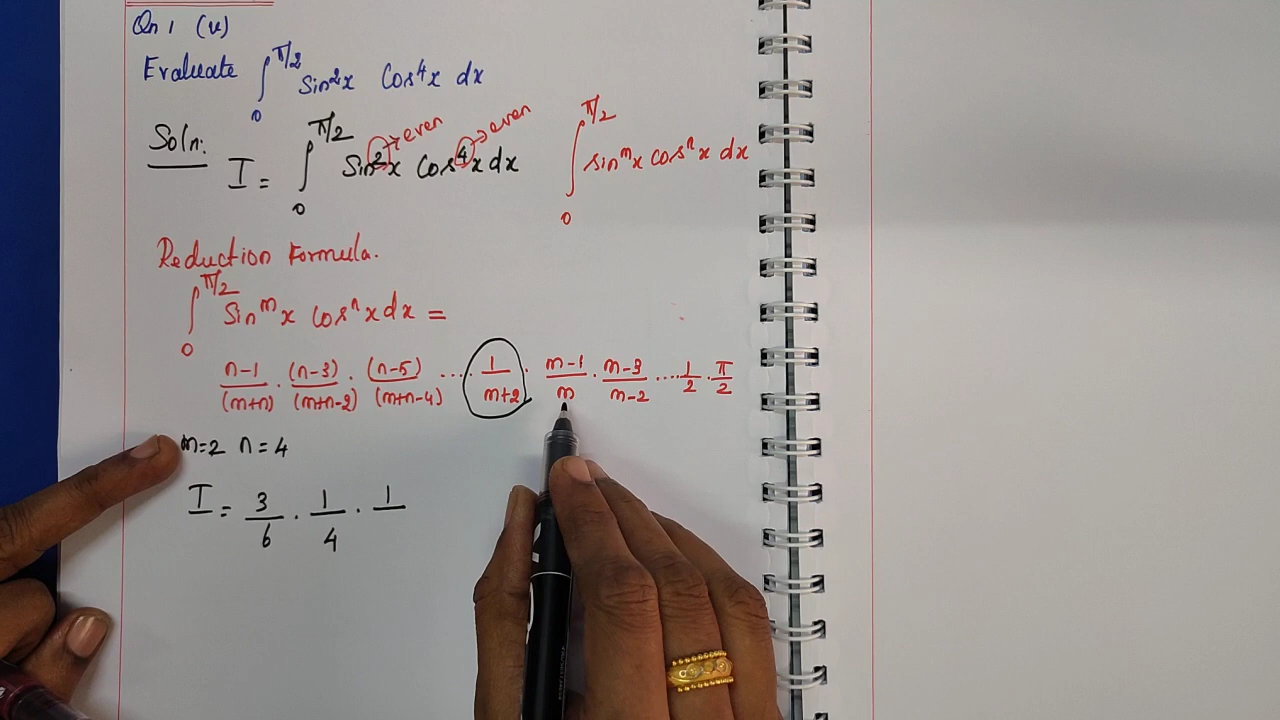 Qn 1 (v)
Evaluate ∫₀^π/2 Sin²x Cos⁴x dx
Soln:
I = ∫₀^π/2 Sin²x Cos⁴x dx
→ even → even
∫₀^π/2 sinᵐx cosⁿx dx
Reduction Formula.
∫₀^π/2 Sinᵐx Cosⁿx dx =
n-1/(m+n) · (n-3)/(m+n-2) · (n-5)/(m+n-4) .... 1/m+2 · m-1/m · m-3/m-2 .... 1/2 · π/2
m=2 n=4
I = 3/6 · 1/4 · 1/